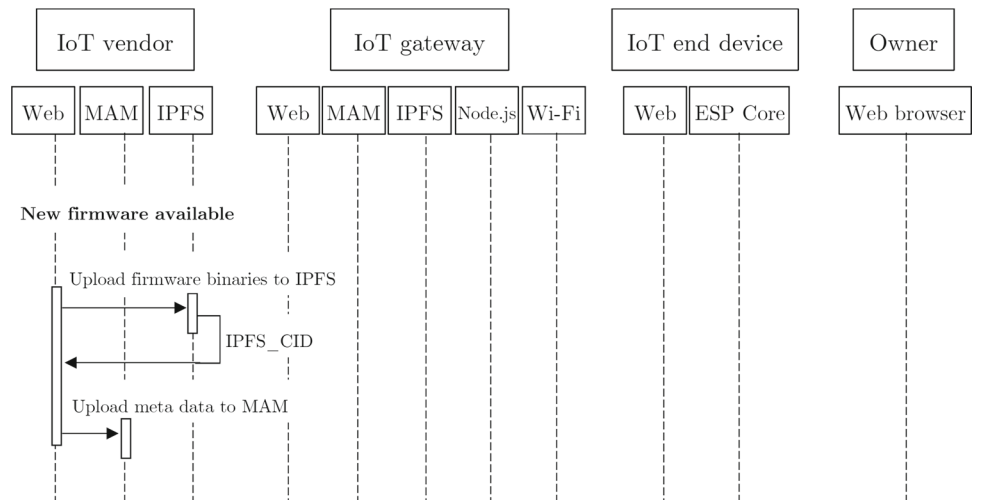 IoT vendor
IoT gateway
IoT end device
Owner
Web
MAM
IPFS
Web
MAM
IPFS
Node.js
Wi-Fi
Web
ESP Core
Web browser
New firmware available
Upload firmware binaries to IPFS
IPFS_CID
Upload meta data to MAM